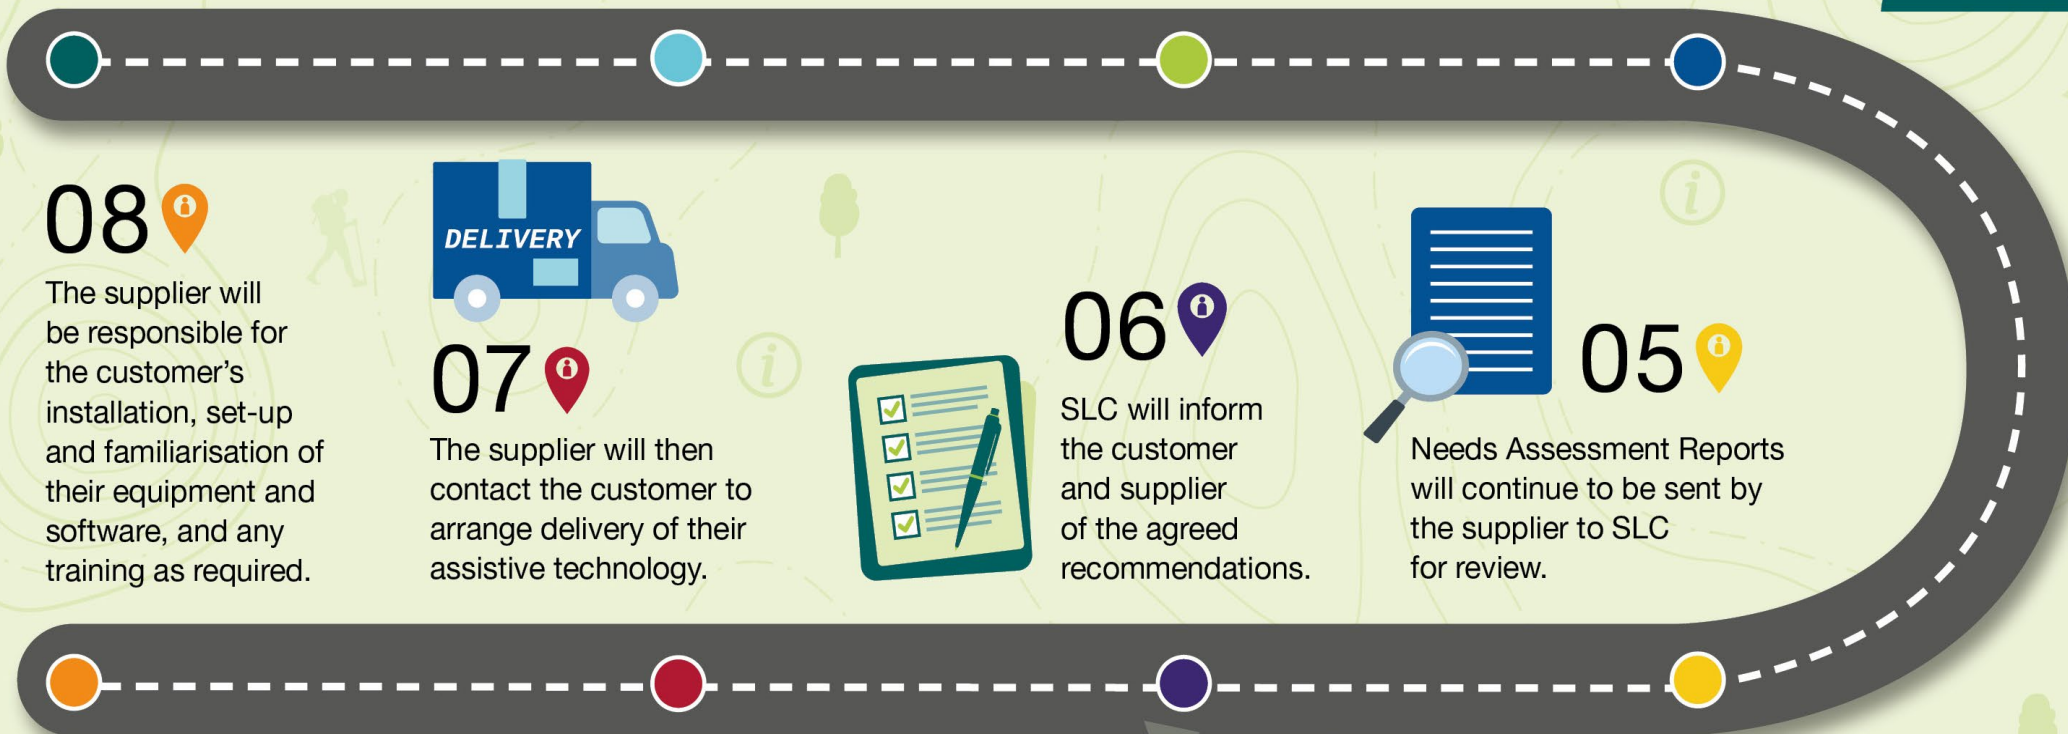 08
The supplier will
be responsible for
the customer's
installation, set-up
and familiarisation of
their equipment and
software, and any
training as required.
DELIVERY
07
The supplier will then
contact the customer to
arrange delivery of their
assistive technology.
06
SLC will inform
the customer
and supplier
of the agreed
recommendations.
05
Needs Assessment Reports
will continue to be sent by
the supplier to SLC
for review.